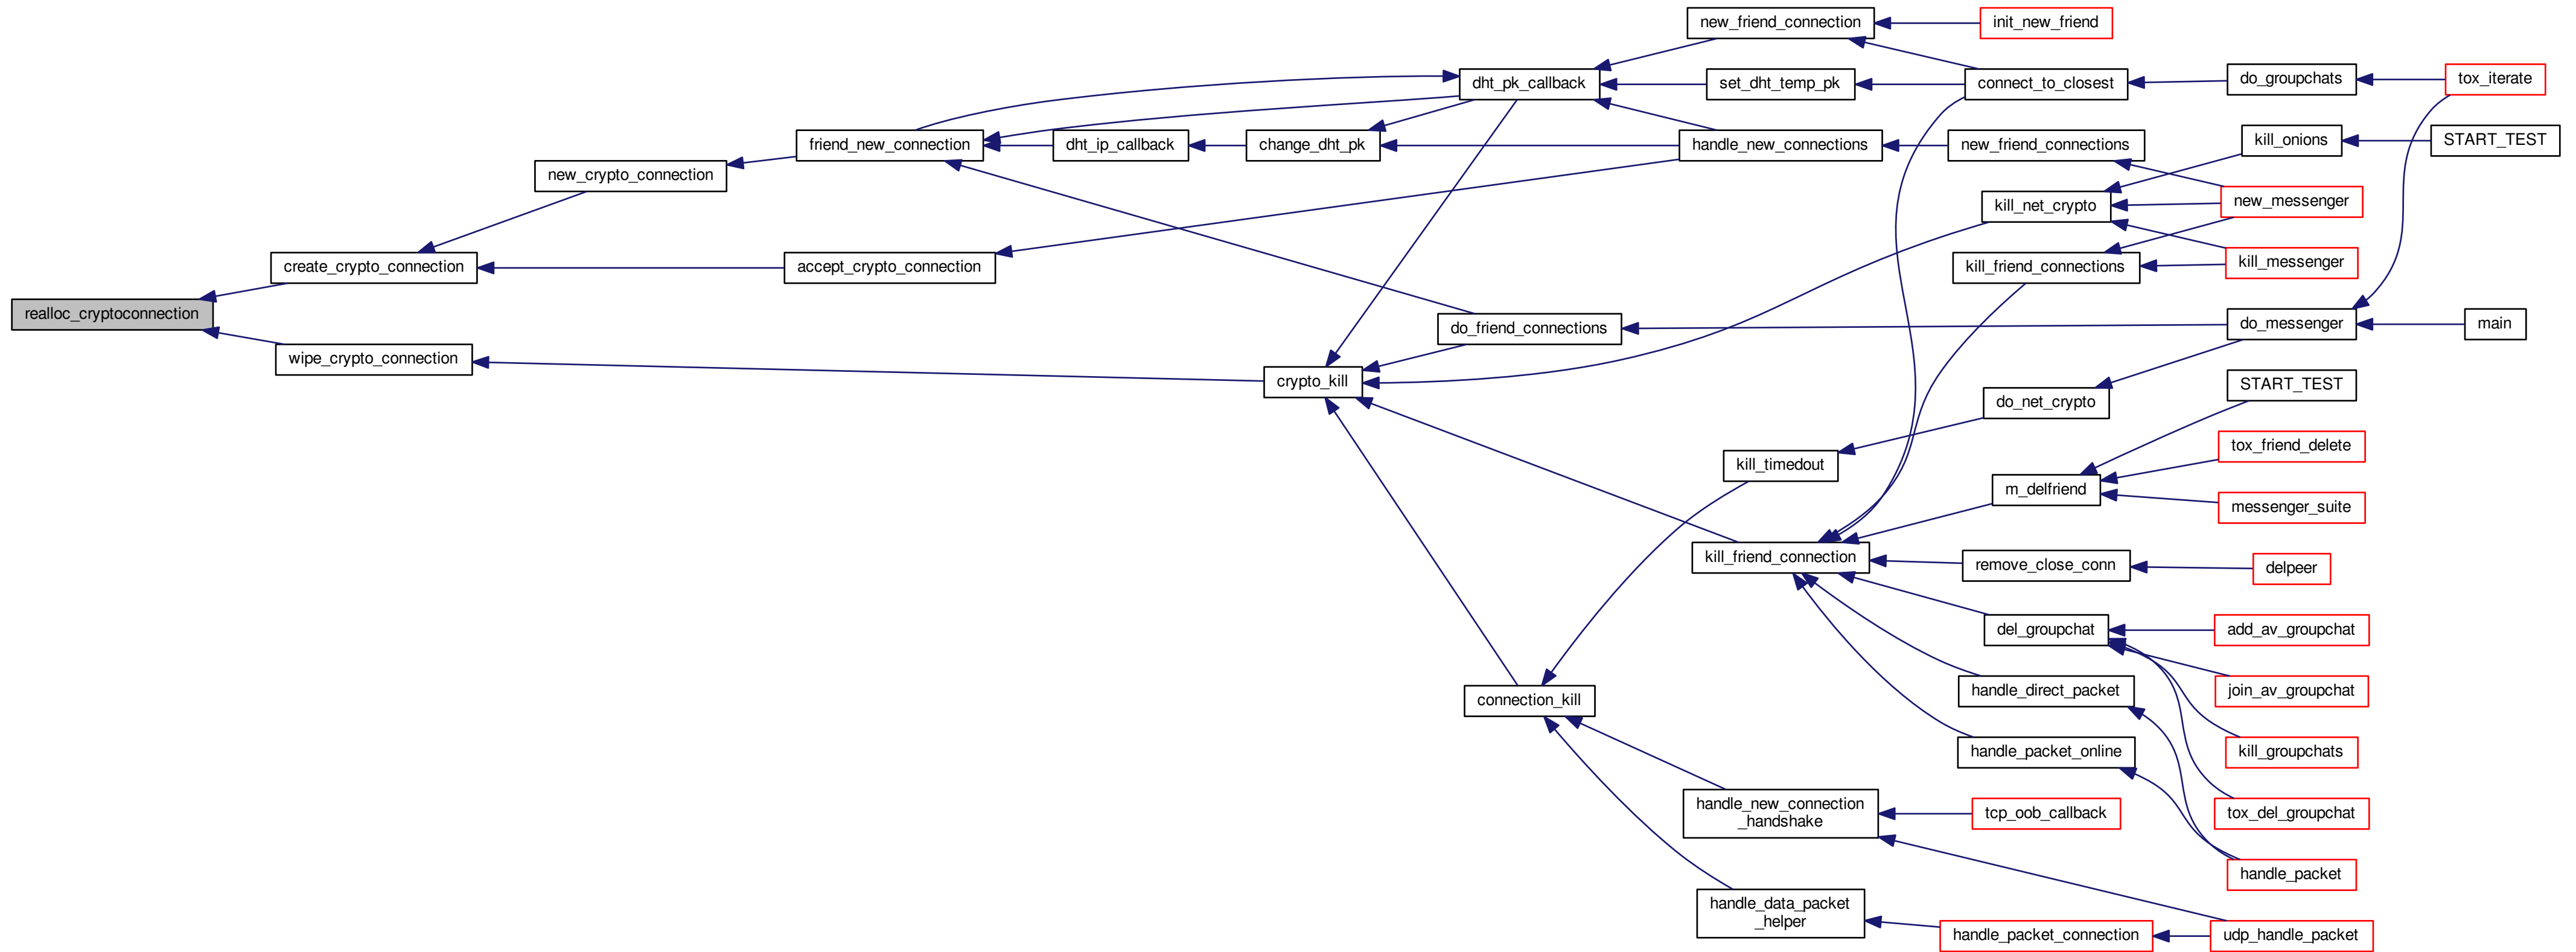 new_friend_connection
init_new_friend
dht_pk_callback
set_dht_temp_pk
connect_to_closest
do_groupchats
tox_iterate
friend_new_connection
dht_ip_callback
change_dht_pk
handle_new_connections
new_friend_connections
kill_onions
START_TEST
new_crypto_connection
kill_net_crypto
new_messenger
create_crypto_connection
accept_crypto_connection
kill_friend_connections
kill_messenger
realloc_cryptoconnection
do_friend_connections
do_messenger
main
wipe_crypto_connection
crypto_kill
START_TEST
do_net_crypto
tox_friend_delete
kill_timedout
m_delfriend
messenger_suite
kill_friend_connection
remove_close_conn
delpeer
del_groupchat
add_av_groupchat
connection_kill
handle_direct_packet
join_av_groupchat
handle_packet_online
kill_groupchats
handle_new_connection
_handshake
tcp_oob_callback
tox_del_groupchat
handle_packet
handle_data_packet
_helper
handle_packet_connection
udp_handle_packet